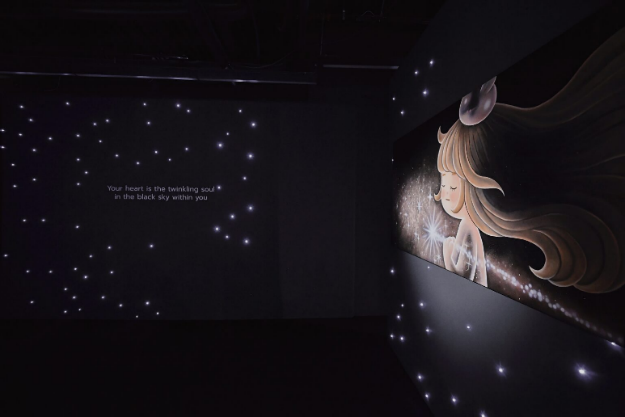 Your heart is the twinkling soul
in the black sky within you